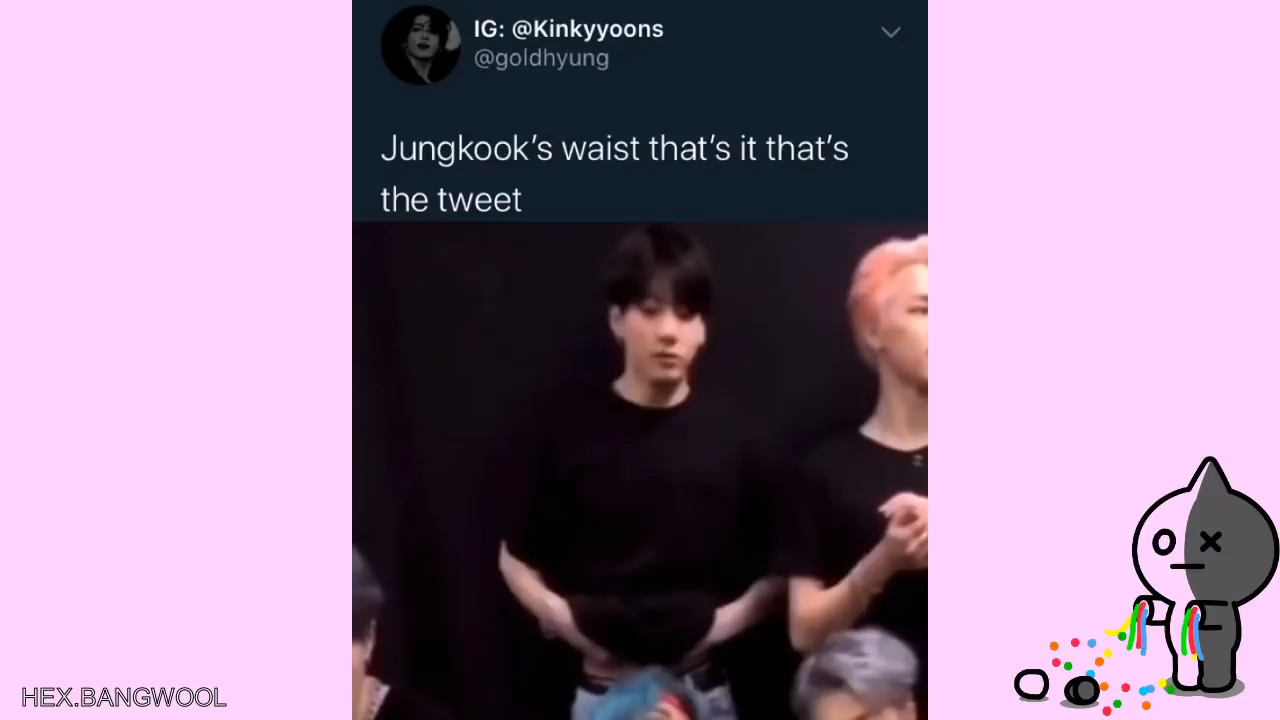 IG: @Kinkyyoons
@goldhyung
Jungkook’s waist that’s it that’s
the tweet
HEX.BANGWOOL